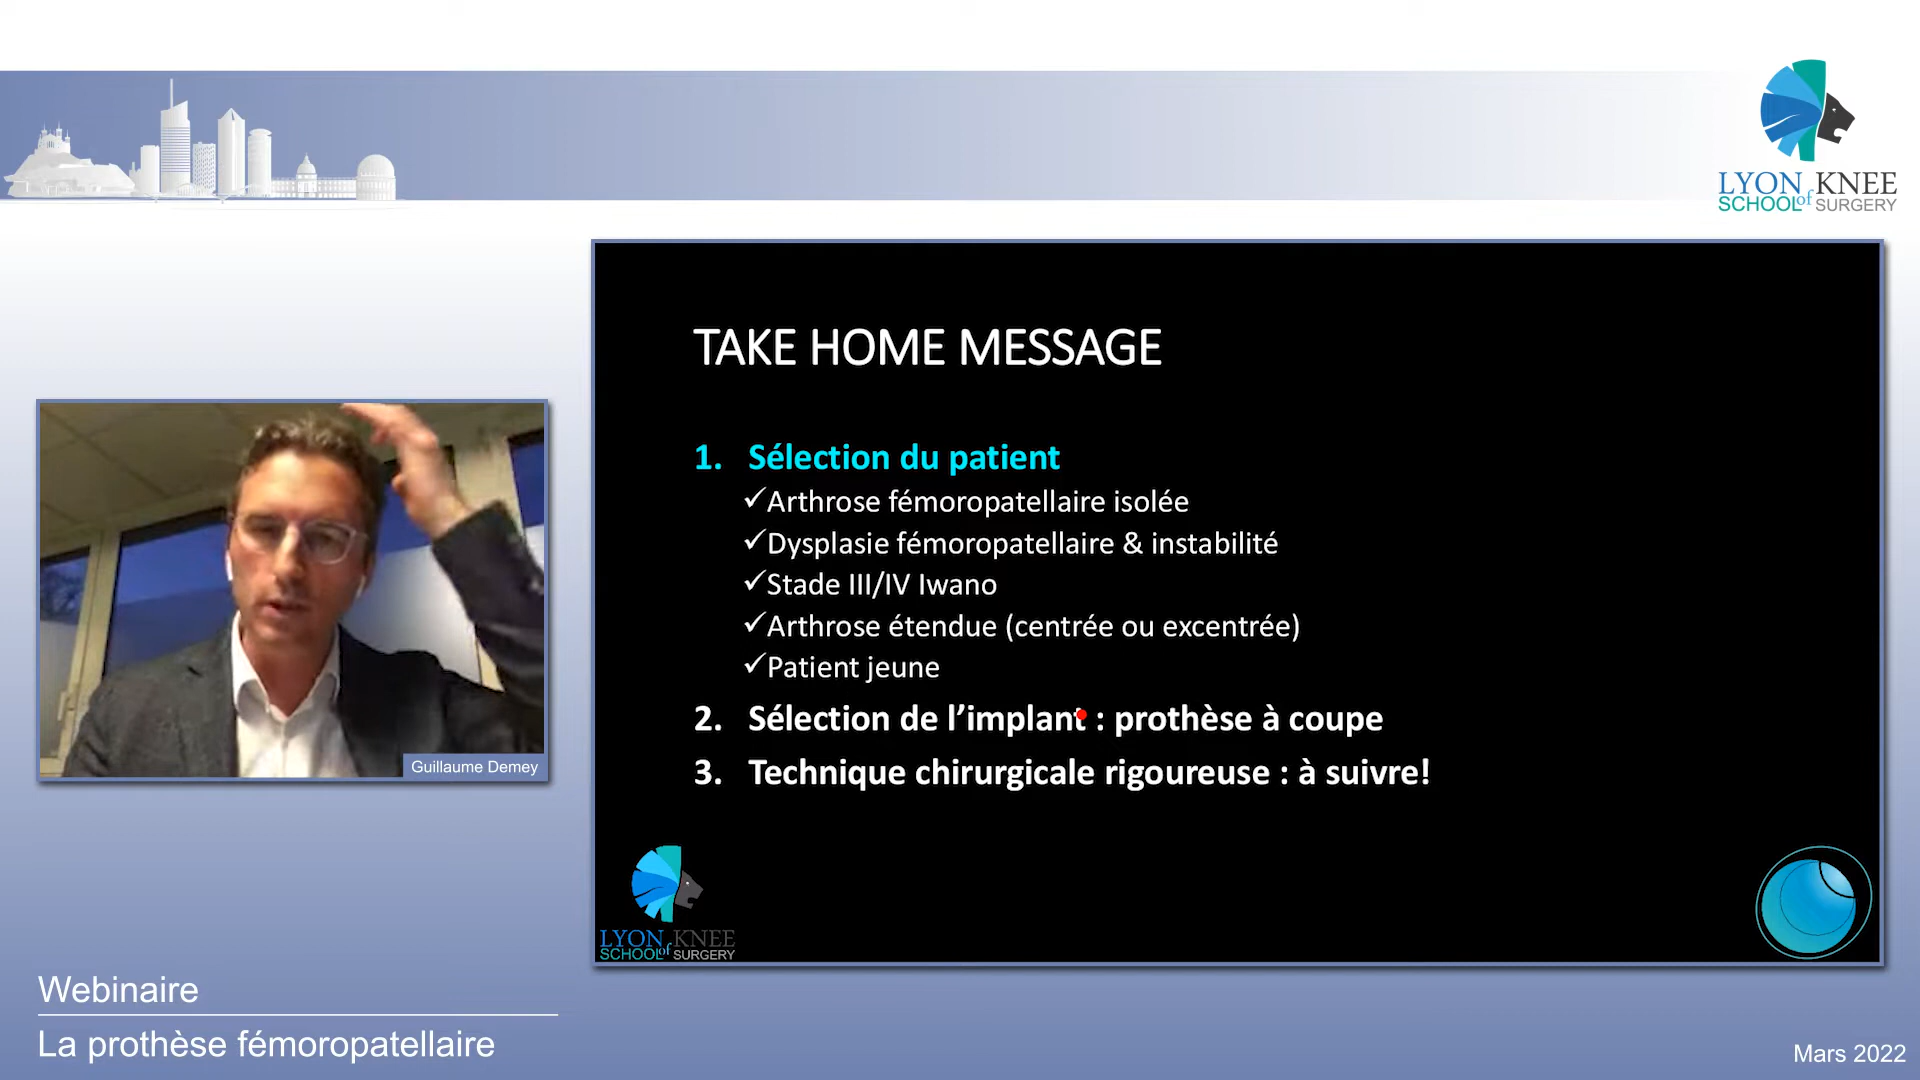 LYON KNEE
SCHOOL of SURGERY
TAKE HOME MESSAGE
1. Sélection du patient
✓Arthrose fémoropatellaire isolée
✓Dysplasie fémoropatellaire & instabilité
✓Stade III/IV Iwano
✓Arthrose étendue (centrée ou excentrée)
✓Patient jeune
2. Sélection de l’implant : prothèse à coupe
3. Technique chirurgicale rigoureuse : à suivre!
Guillaume Demey
LYON KNEE
SCHOOL of SURGERY
Webinaire
La prothèse fémoropatellaire
Mars 2022